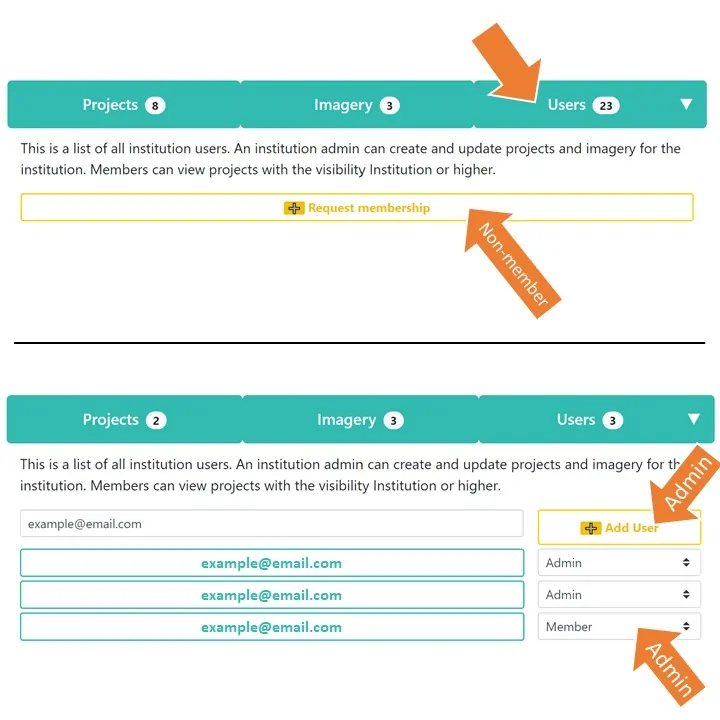 Projects 8 Imagery 3 Users 23 ▼
This is a list of all institution users. An institution admin can create and update projects and imagery for the
institution. Members can view projects with the visibility Institution or higher.
Request membership
Non-member
Projects 2 Imagery 3 Users 3 ▼
This is a list of all institution users. An institution admin can create and update projects and imagery for the
institution. Members can view projects with the visibility Institution or higher.
Admin
example@email.com Add User
example@email.com Admin
example@email.com Admin
example@email.com Member
Admin